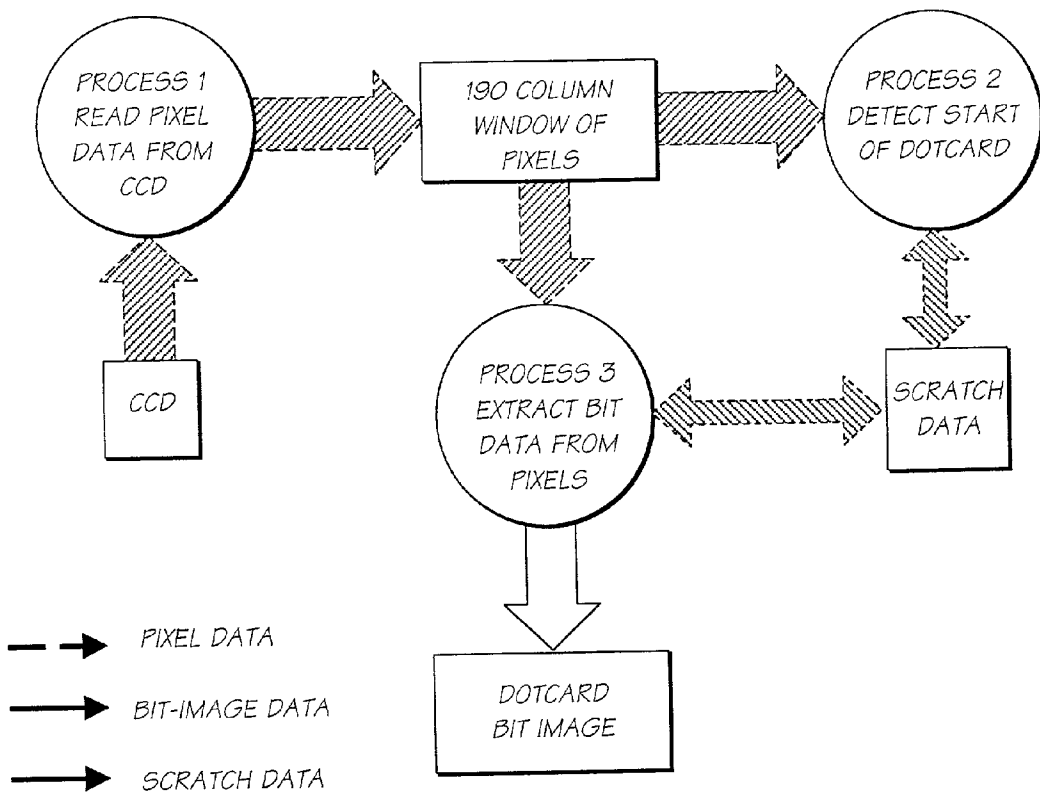 PROCESS 1
READ PIXEL
DATA FROM
CCD
190 COLUMN
WINDOW OF
PIXELS
PROCESS 2
DETECT START
OF DOTCARD
CCD
PROCESS 3
EXTRACT BIT
DATA FROM
PIXELS
SCRATCH
DATA
PIXEL DATA
BIT-IMAGE DATA
SCRATCH DATA
DOTCARD
BIT IMAGE